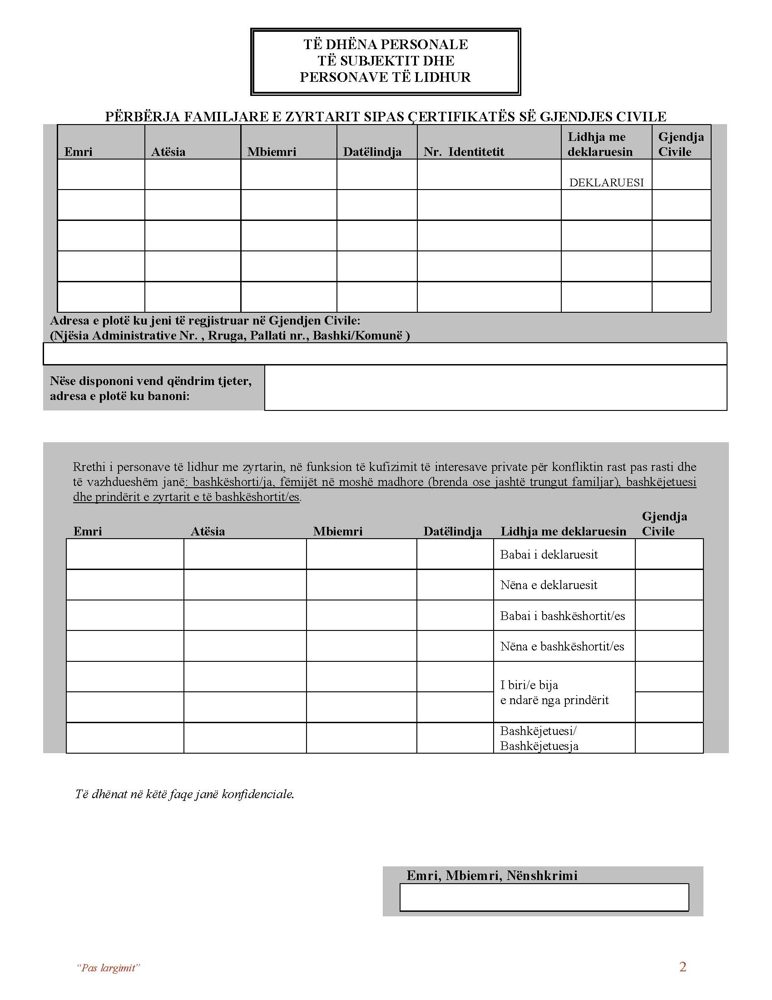 TË DHËNA PERSONALE
TË SUBJEKTIT DHE
PERSONAVE TË LIDHUR
PËRBËRJA FAMILJARE E ZYRTARIT SIPAS ÇERTIFIKATËS SË GJENDJES CIVILE
Emri Atësia Mbiemri Datëlindja Nr. Identitetit Lidhja me deklaruesin Gjendja Civile
DEKLARUESI
Adresa e plotë ku jeni të regjistruar në Gjendjen Civile:
(Njësia Administrative Nr. , Rruga, Pallati nr., Bashki/Komunë )
Nëse dispononi vend qëndrim tjeter,
adresa e plotë ku banoni:
Rrethi i personave të lidhur me zyrtarin, në funksion të kufizimit të interesave private për konfliktin rast pas rasti dhe
të vazhdueshëm janë: bashkëshorti/ja, fëmijët në moshë madhore (brenda ose jashtë trungut familjar), bashkëjetuesi
dhe prindërit e zyrtarit e të bashkëshortit/es.
Emri Atësia Mbiemri Datëlindja Lidhja me deklaruesin Gjendja Civile
Babai i deklaruesit
Nëna e deklaruesit
Babai i bashkëshortit/es
Nëna e bashkëshortit/es
I biri/e bija
e ndarë nga prindërit
Bashkëjetuesi/
Bashkëjetuesja
Të dhënat në këtë faqe janë konfidenciale.
Emri, Mbiemri, Nënshkrimi
“Pas largimit” 2